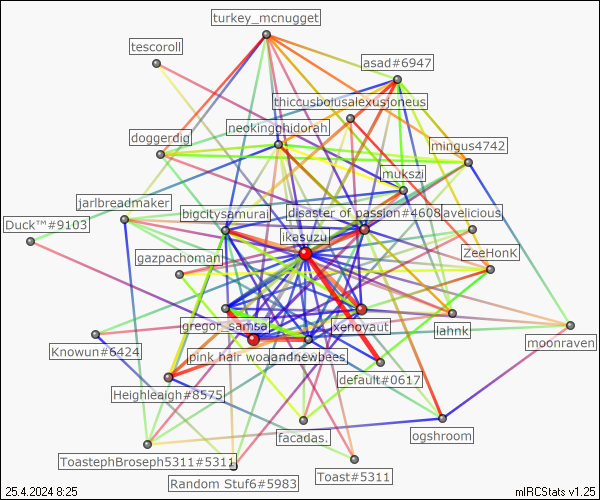 turkey_mcnugget
tescoroll
asad#6947
thiccusboiusalexusjoneus
neokingghidorah
doggerdig
mingus4742
mukszi
jarlbreadmaker
bigcitysamurai
disaster of passion#4608
avelicious
Duck™#9103
ikasuzu
ZeeHonK
gazpachoman
gregor_samsa
xenovaut
lahnk
moonraven
Knowun#6424
pink hair woa
andnewbees
default#0617
Heighleaigh#8575
facadas.
ogshroom
ToastephBroseph5311#5311
Random Stuf6#5983
Toast#5311
25.4.2024 8:25
mIRCStats v1.25